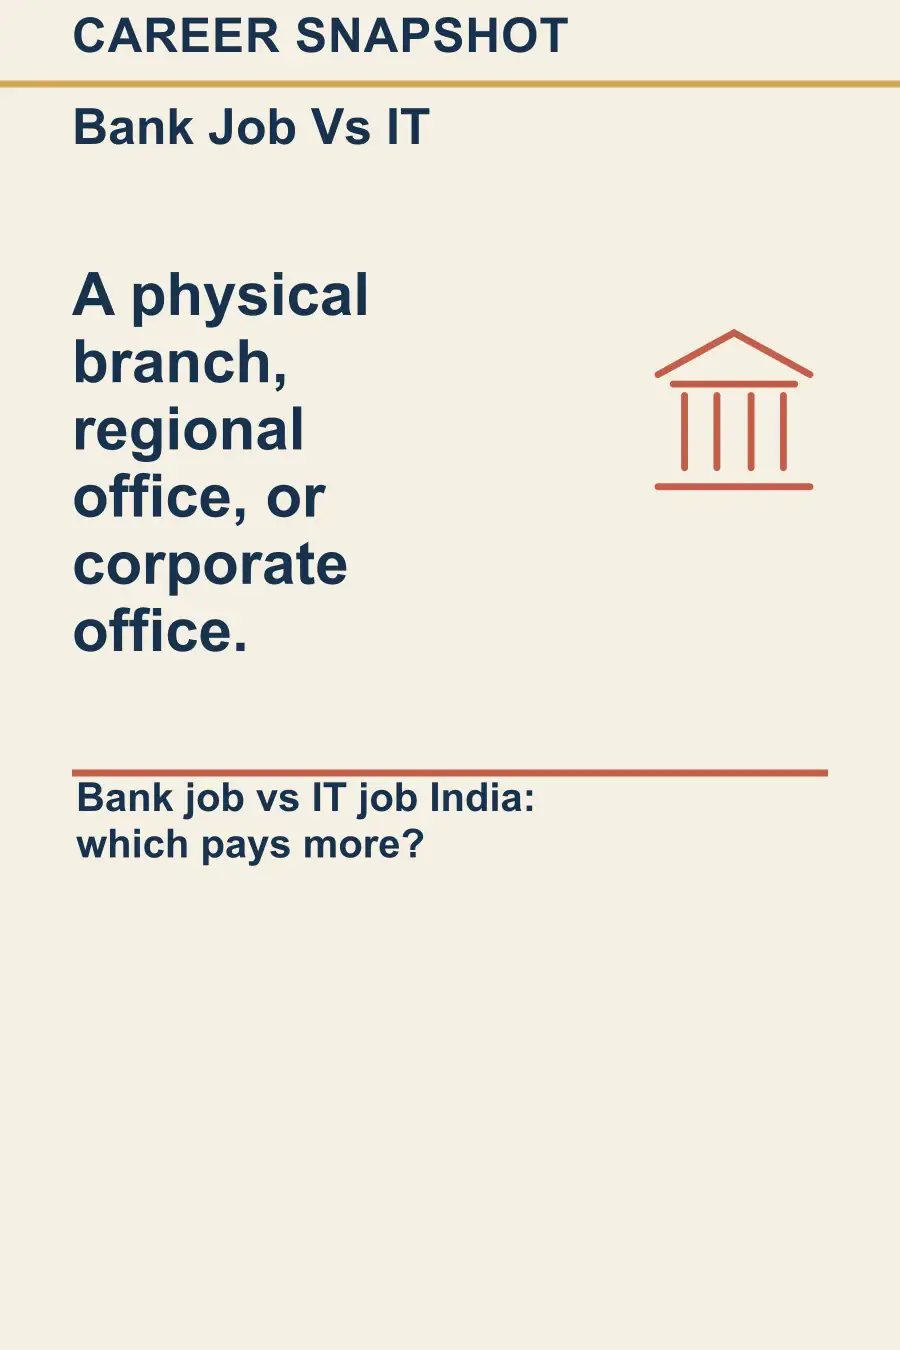 CAREER SNAPSHOT
Bank Job Vs IT
A physical
branch,
regional
office, or
corporate
office.
Bank job vs IT job India:
which pays more?